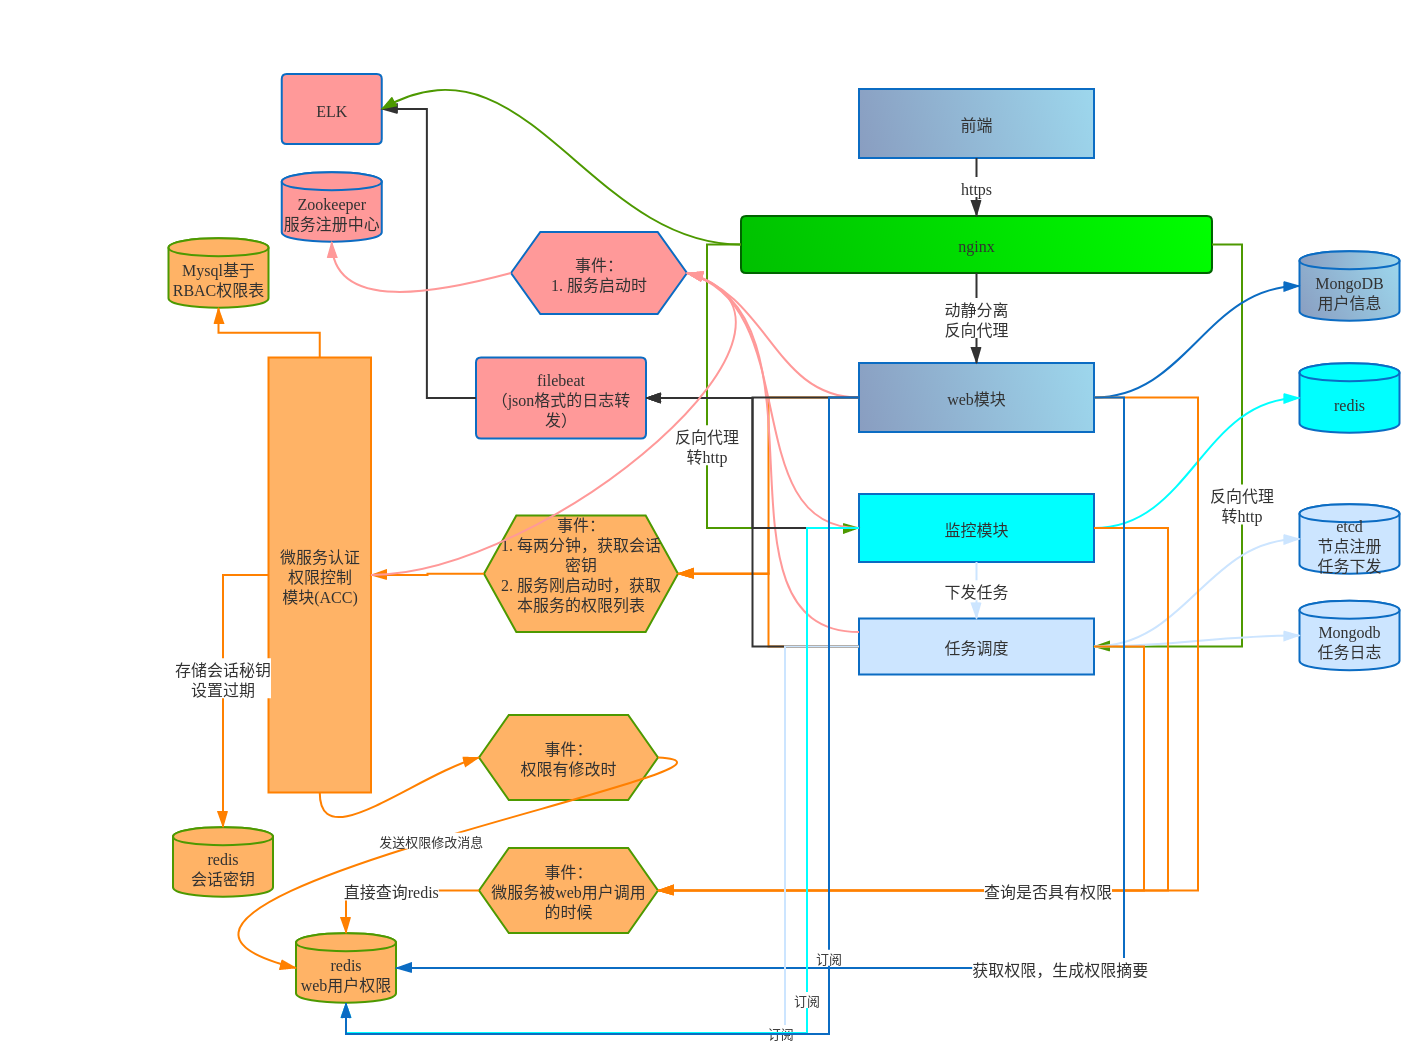 ELK
前端
https
Zookeeper
服务注册中心
nginx
Mysql基于
RBAC权限表
事件：
1. 服务启动时
MongoDB
用户信息
动静分离
反向代理
filebeat
（json格式的日志转
发）
web模块
redis
反向代理
转http
反向代理
转http
事件：
1. 每两分钟，获取会话
密钥
2. 服务刚启动时，获取
本服务的权限列表
监控模块
etcd
节点注册
任务下发
微服务认证
权限控制
模块(ACC)
下发任务
任务调度
Mongodb
任务日志
存储会话秘钥
设置过期
事件：
权限有修改时
发送权限修改消息
redis
会话密钥
事件：
微服务被web用户调用
的时候
直接查询redis
查询是否具有权限
redis
web用户权限
订阅
获取权限，生成权限摘要
订阅
订阅